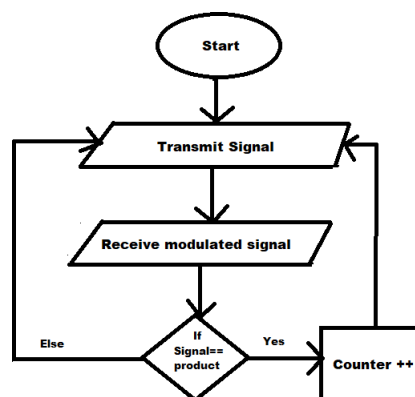 Start
Transmit Signal
Receive modulated signal
If
Signal==
product
Else
Yes
Counter ++